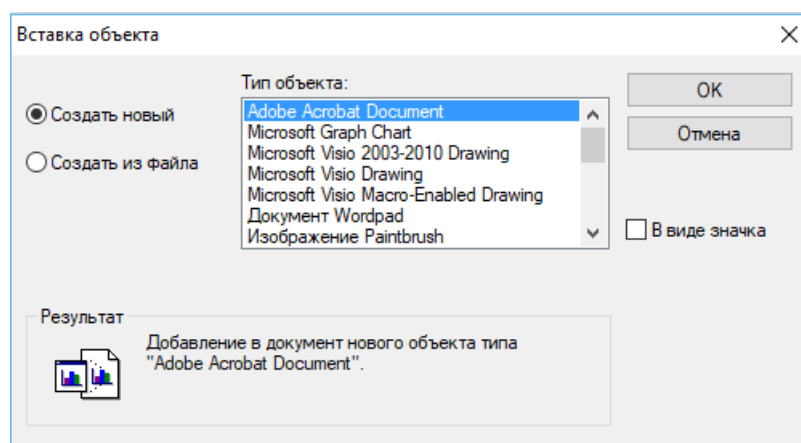 Вставка объекта
Тип объекта:
Создать новый
Создать из файла
Adobe Acrobat Document
Microsoft Graph Chart
Microsoft Visio 2003-2010 Drawing
Microsoft Visio Drawing
Microsoft Visio Macro-Enabled Drawing
Документ Wordpad
Изображение Paintbrush
OK
Отмена
В виде значка
Результат
Добавление в документ нового объекта типа
"Adobe Acrobat Document".